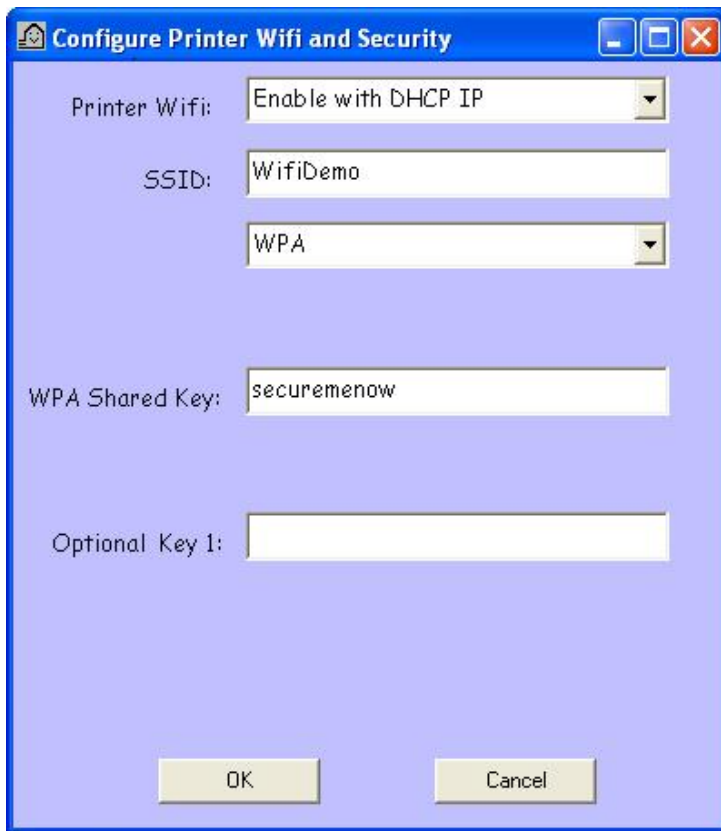 Configure Printer Wifi and Security
Printer Wifi: Enable with DHCP IP
SSID: WifiDemo
WPA
WPA Shared Key: securemenow
Optional Key 1:
OK Cancel